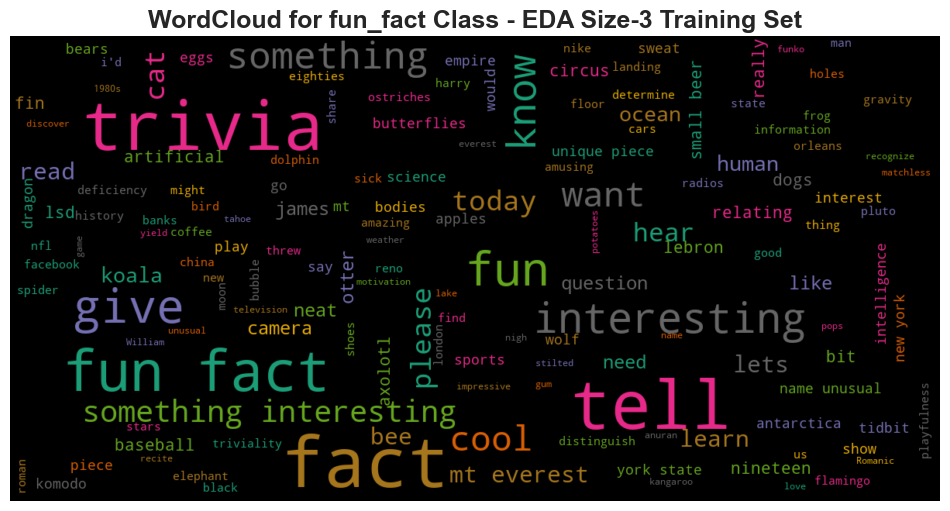 WordCloud for fun_fact Class - EDA Size-3 Training Set
bears
i'd
cat
eggs
something
eighties
empire
would
know
nike
sweat
circus
landing
really
funko
man
holes
fin
1980s
discover
trivia
share
ostriches
harry
butterflies
everest
floor
determine
cars
ocean
small beer
state
frog
information
gravity
orleans
recognize
matchless
read
artificial
dolphin
unique piece
amusing
human
radios
dogs
interest
dragon
lsd
deficiency
history
might
bird
go
james
sick
science
mt
bodies
amazing
apples
today
want
potatoes
relating
thing
pluto
banks
tahoe
yield
coffee
nfl
game
facebook
spider
play
threw
weather
hear
lebron
good
koala
china
new
moon
bubble
say
otter
reno
motivation
fun
question
like
intelligence
new york
give
television
neat
camera
unusual
William
shoes
please
london
lake
find
interesting
nigh
wolf
name
pops
fun fact
axolotl
sports
stilted
need
lets
bit
impressive
gum
name unusual
something interesting
tell
antarctica
tidbit
playfulness
stars
baseball
triviality
recite
fact
bee
cool
distinguish
anuran
learn
us
show
Romanic
roman
piece
komodo
elephant
black
mt everest
york state
kangaroo
nineteen
love
flamingo